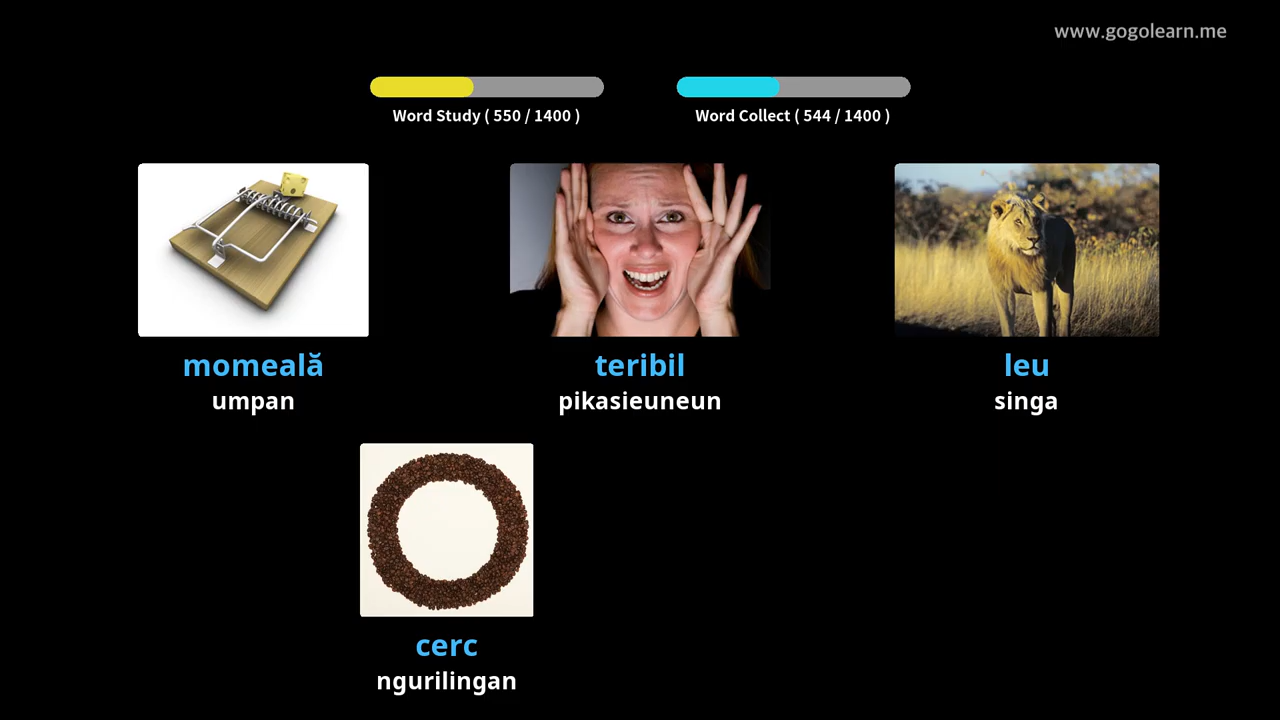 www.gogolearn.me
Word Study ( 550 / 1400 )
Word Collect ( 544 / 1400 )
momeală
umpan
teribil
pikasieuneun
leu
singa
cerc
ngurilingan